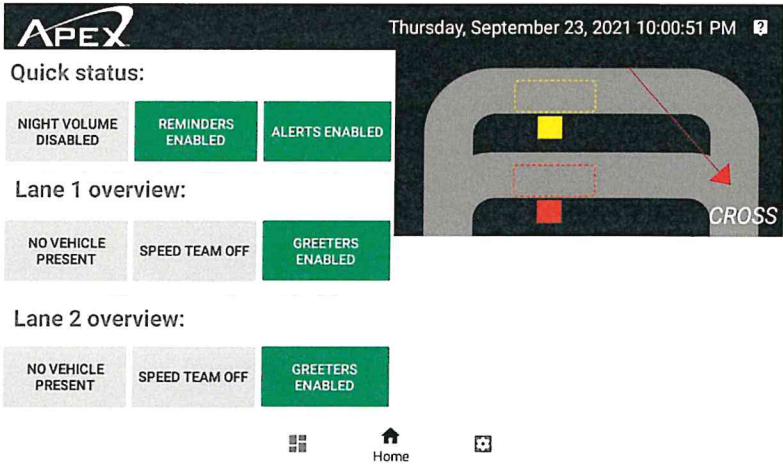 APEX
Thursday, September 23, 2021 10:00:51 PM
?
Quick status:
NIGHT VOLUME
DISABLED
REMINDERS
ENABLED
ALERTS ENABLED
Lane 1 overview:
NO VEHICLE
PRESENT
SPEED TEAM OFF
GREETERS
ENABLED
CROSS
Lane 2 overview:
NO VEHICLE
PRESENT
SPEED TEAM OFF
GREETERS
ENABLED
Home